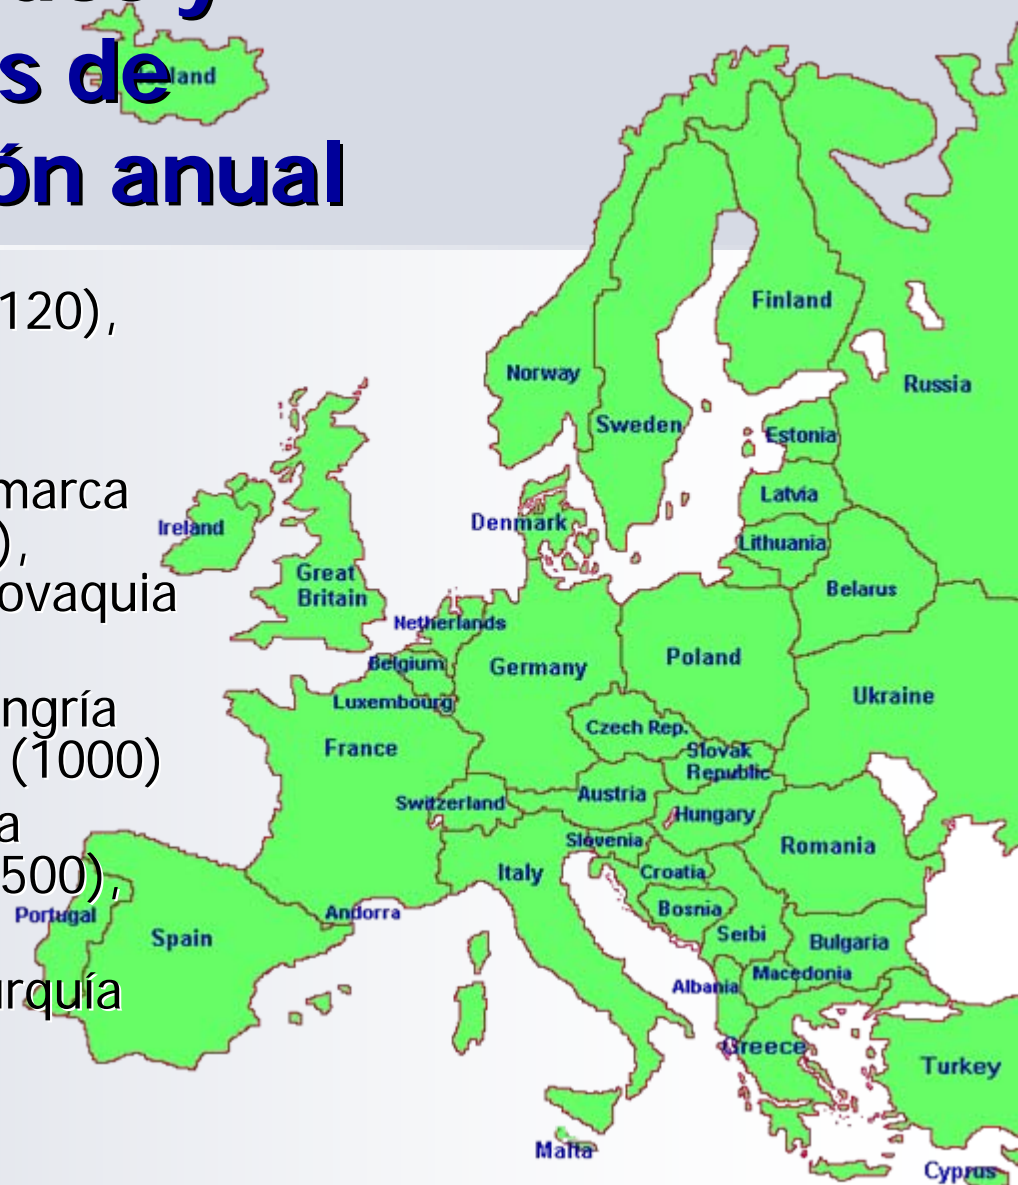 y
s de
ón anual
120),
marca
),
ovaquia
ngría
(1000)
a
500),
urquía
land
Norway
Finland
Russia
Sweden
Estonia
Latvia
Lithuania
Denmark
Ireland
Great
Britain
Belarus
Netherlands
Belgium
Germany
Poland
Luxembourg
Ukraine
France
Czech Rep.
Slovak
Republic
Switzerland
Austria
Hungary
Slovenia
Romania
Italy
Croatia
Portugal
Andorra
Bosnia
Spain
Serbi
Bulgaria
Macedonia
Albania
Greece
Turkey
Malta
Cyprus